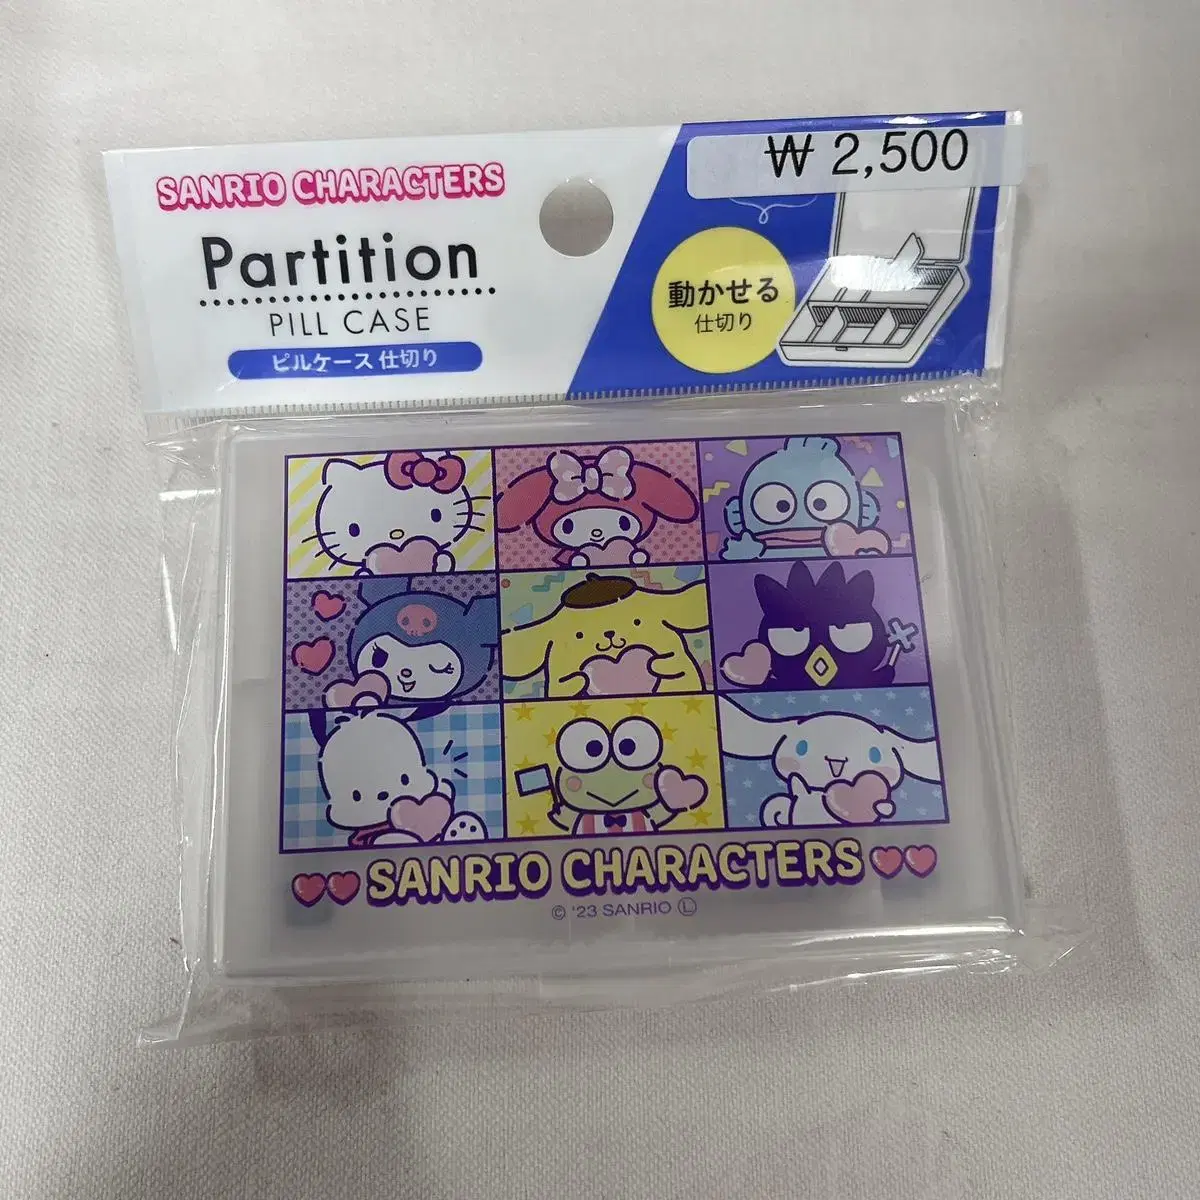 ₩ 2,500
SANRIO CHARACTERS
Partition
PILL CASE
ピルケース 仕切り
動かせる
仕切り
SANRIO CHARACTERS
© '23 SANRIO Ⓛ